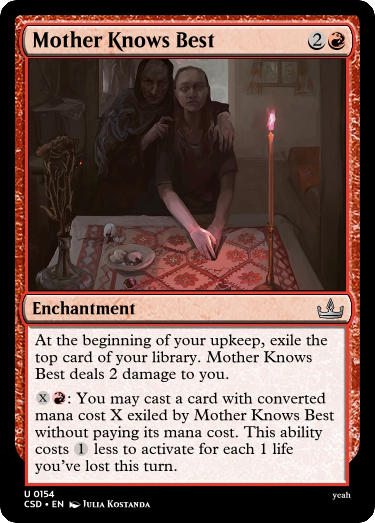 Mother Knows Best 2
Enchantment
At the beginning of your upkeep, exile the
top card of your library. Mother Knows
Best deals 2 damage to you.
X : You may cast a card with converted
mana cost X exiled by Mother Knows Best
without paying its mana cost. This ability
costs 1 less to activate for each 1 life
you've lost this turn.
U 0154
CSD • EN Julia Kostanda
yeah